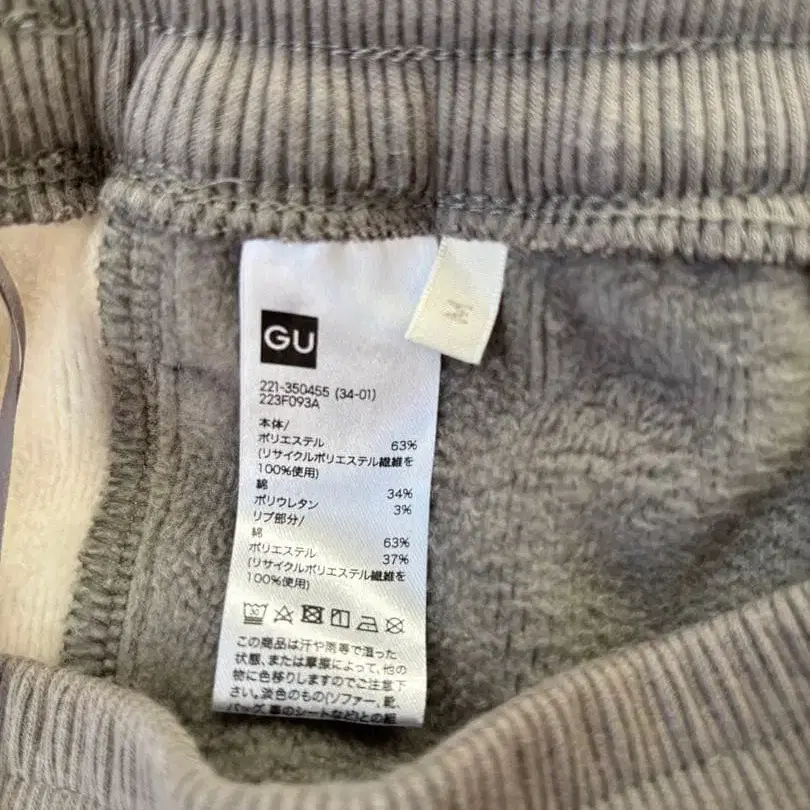 GU
M
221-350455 (34-01)
223F093A
本体/
ポリエステル 63%
(リサイクルポリエステル繊維を
100%使用)
綿 34%
ポリウレタン 3%
リブ部分/
綿 63%
ポリエステル 37%
(リサイクルポリエステル繊維を
100%使用)
この商品は汗や雨等で湿った
状態、または摩擦によって、他の
物に色移りしますのでご注意下
さい。淡色のもの(ソファー、靴、
バッグ、車のシートなど)との組